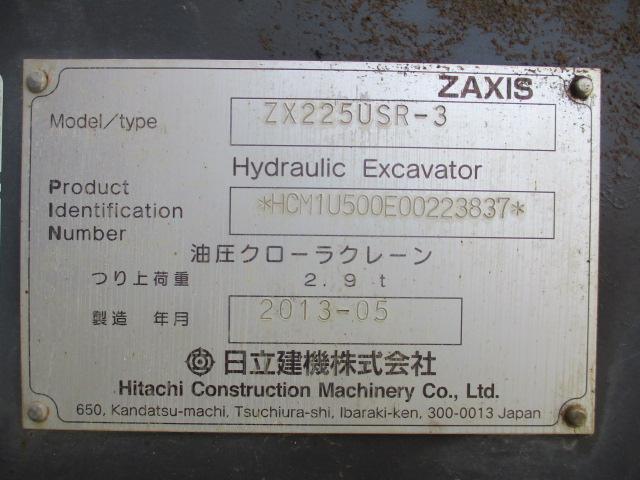 ZAXIS
Model/type ZX225USR-3
Hydraulic Excavator
Product
Identification *HCM1U500E00223837*
Number
油圧クローラクレーン
つり上荷重 2.9 t
製造 年月 2013-05
日立建機株式会社
Hitachi Construction Machinery Co., Ltd.
650, Kandatsu-machi, Tsuchiura-shi, Ibaraki-ken, 300-0013 Japan